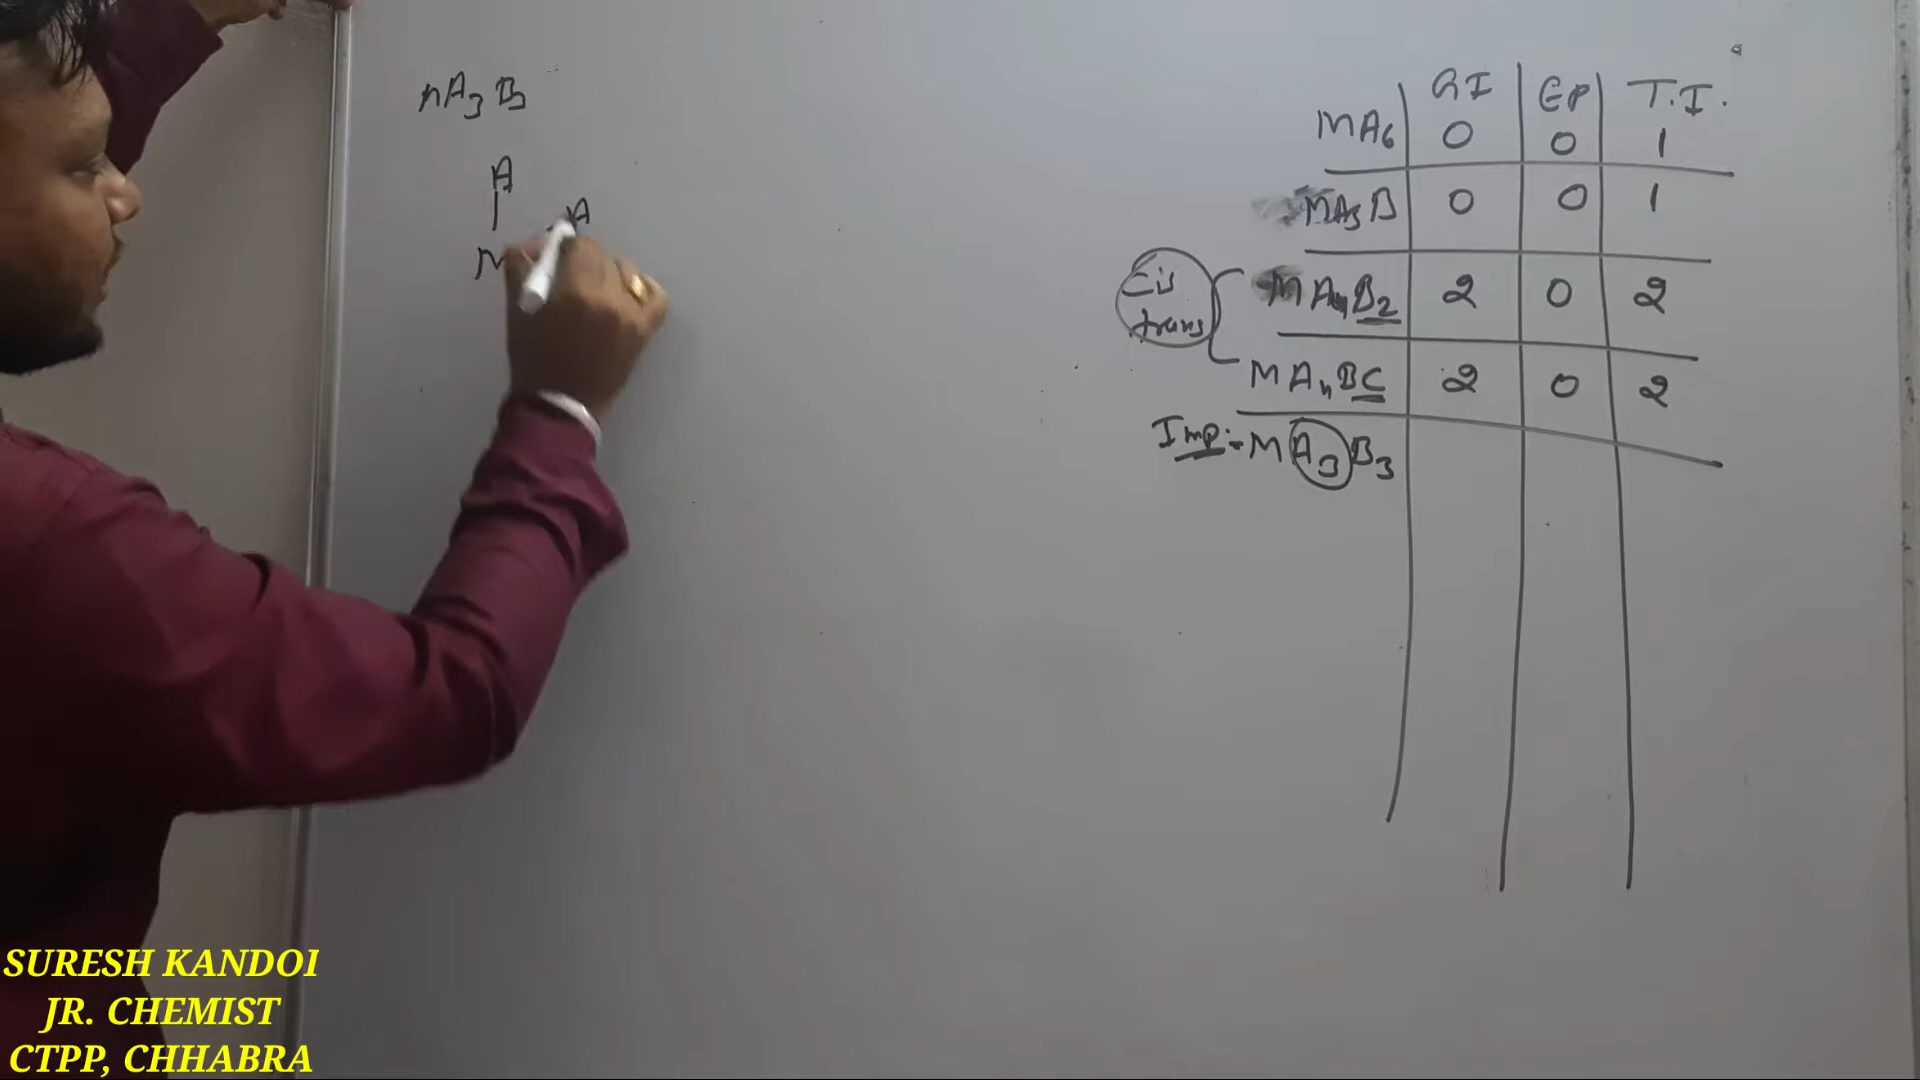 MA3B3
A
A
M
GI EP T.I.
MA6 0 0 1
MA5B 0 0 1
cis
trans
MA4B2 2 0 2
MA4BC 2 0 2
Imp:- MA3B3
SURESH KANDOI
JR. CHEMIST
CTPP, CHHABRA